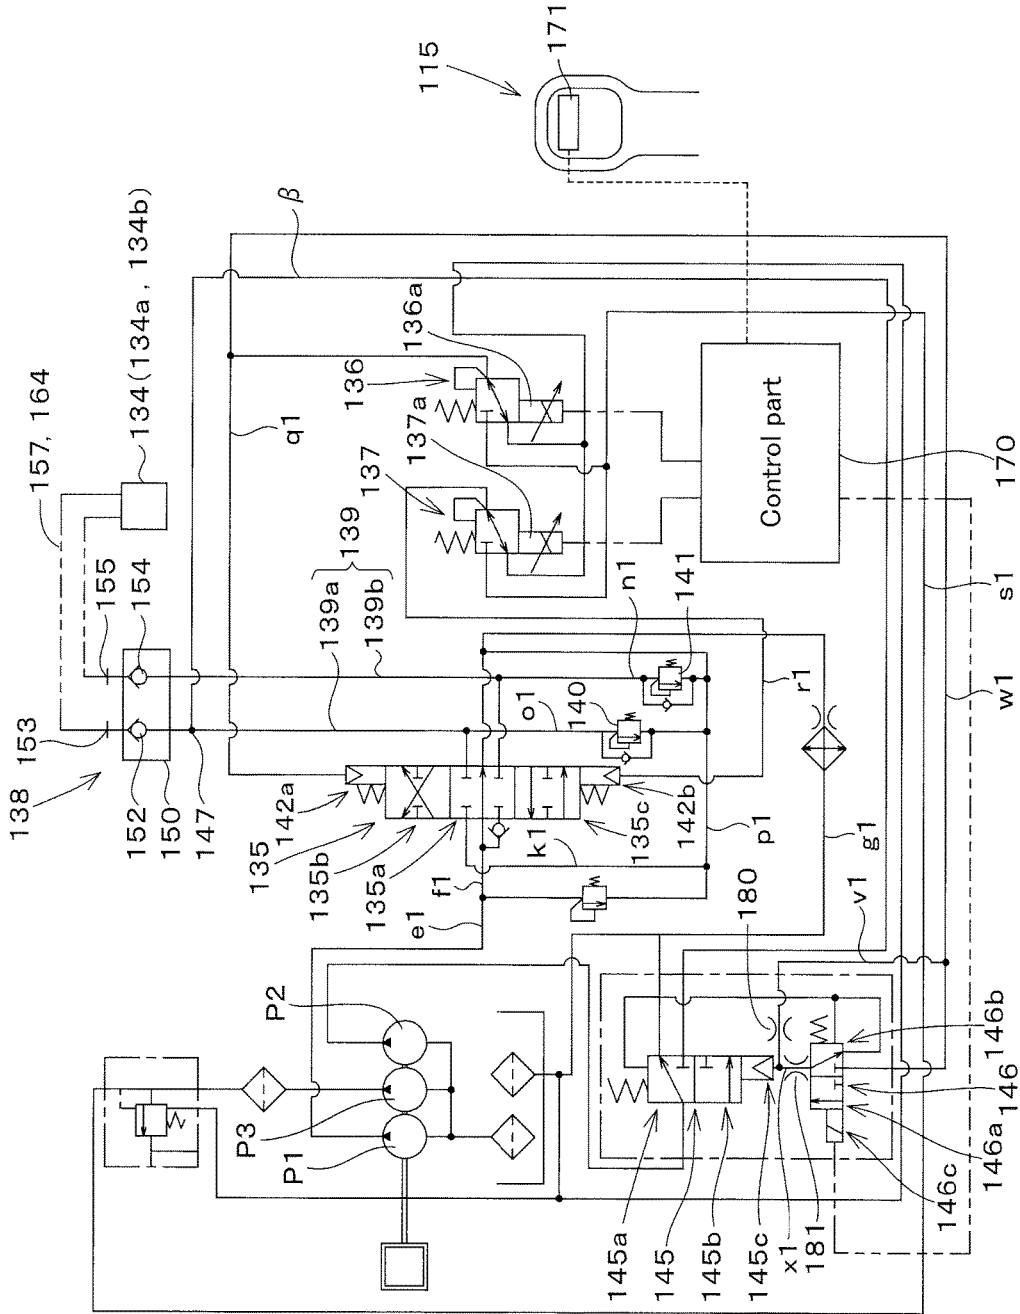 115
171
β
134(134a, 134b)
136a
136
137a
137
q1
157, 164
139
139a
139b
155
154
153
138
152
150
147
142a
135
135b
135a
f1
e1
k1
135c
142b
o1
140
n1
141
p1
r1
g1
Control part
170
s1
w1
v1
180
P2
P3
P1
145a
145
145b
145c
x1
181
146c
146a
146
146b